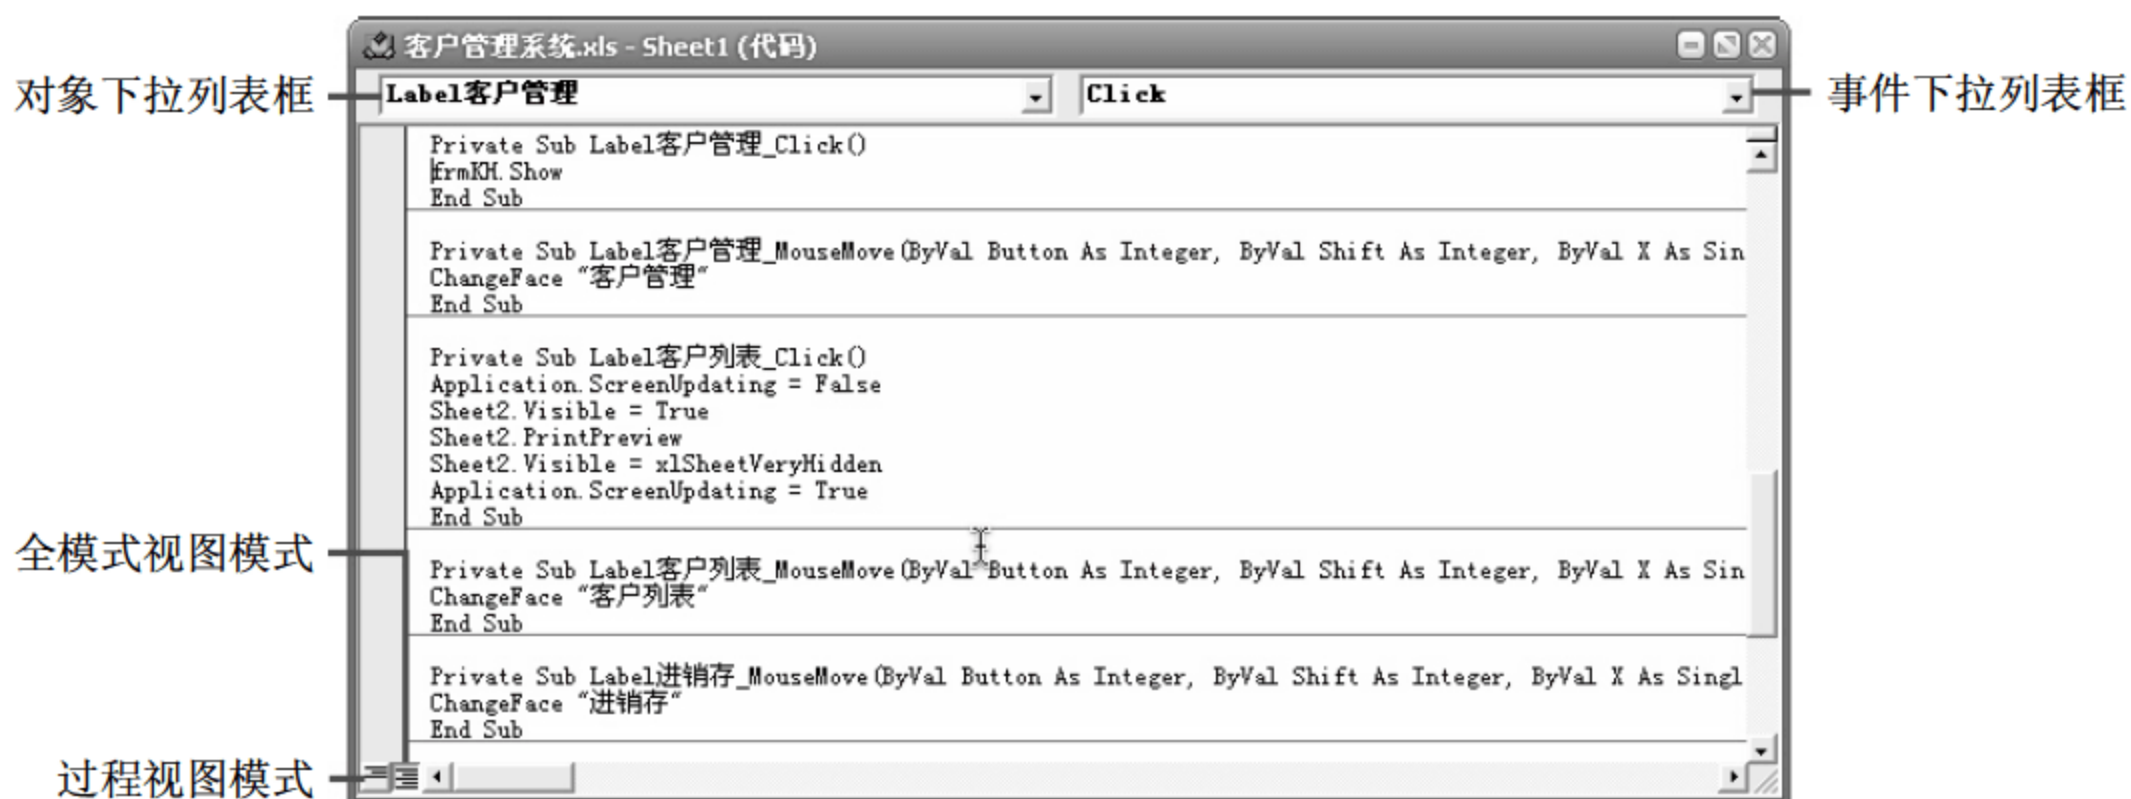 客户管理系统.xls - Sheet1 (代码)
对象下拉列表框
Label客户管理
Click
事件下拉列表框
Private Sub Label客户管理_Click()
frmKH.Show
End Sub
Private Sub Label客户管理_MouseMove(ByVal Button As Integer, ByVal Shift As Integer, ByVal X As Sin
ChangeFace "客户管理"
End Sub
Private Sub Label客户列表_Click()
Application.ScreenUpdating = False
Sheet2.Visible = True
Sheet2.PrintPreview
Sheet2.Visible = xlSheetVeryHidden
Application.ScreenUpdating = True
End Sub
全模式视图模式
Private Sub Label客户列表_MouseMove(ByVal Button As Integer, ByVal Shift As Integer, ByVal X As Sin
ChangeFace "客户列表"
End Sub
Private Sub Label进销存_MouseMove(ByVal Button As Integer, ByVal Shift As Integer, ByVal X As Singl
ChangeFace "进销存"
End Sub
过程视图模式